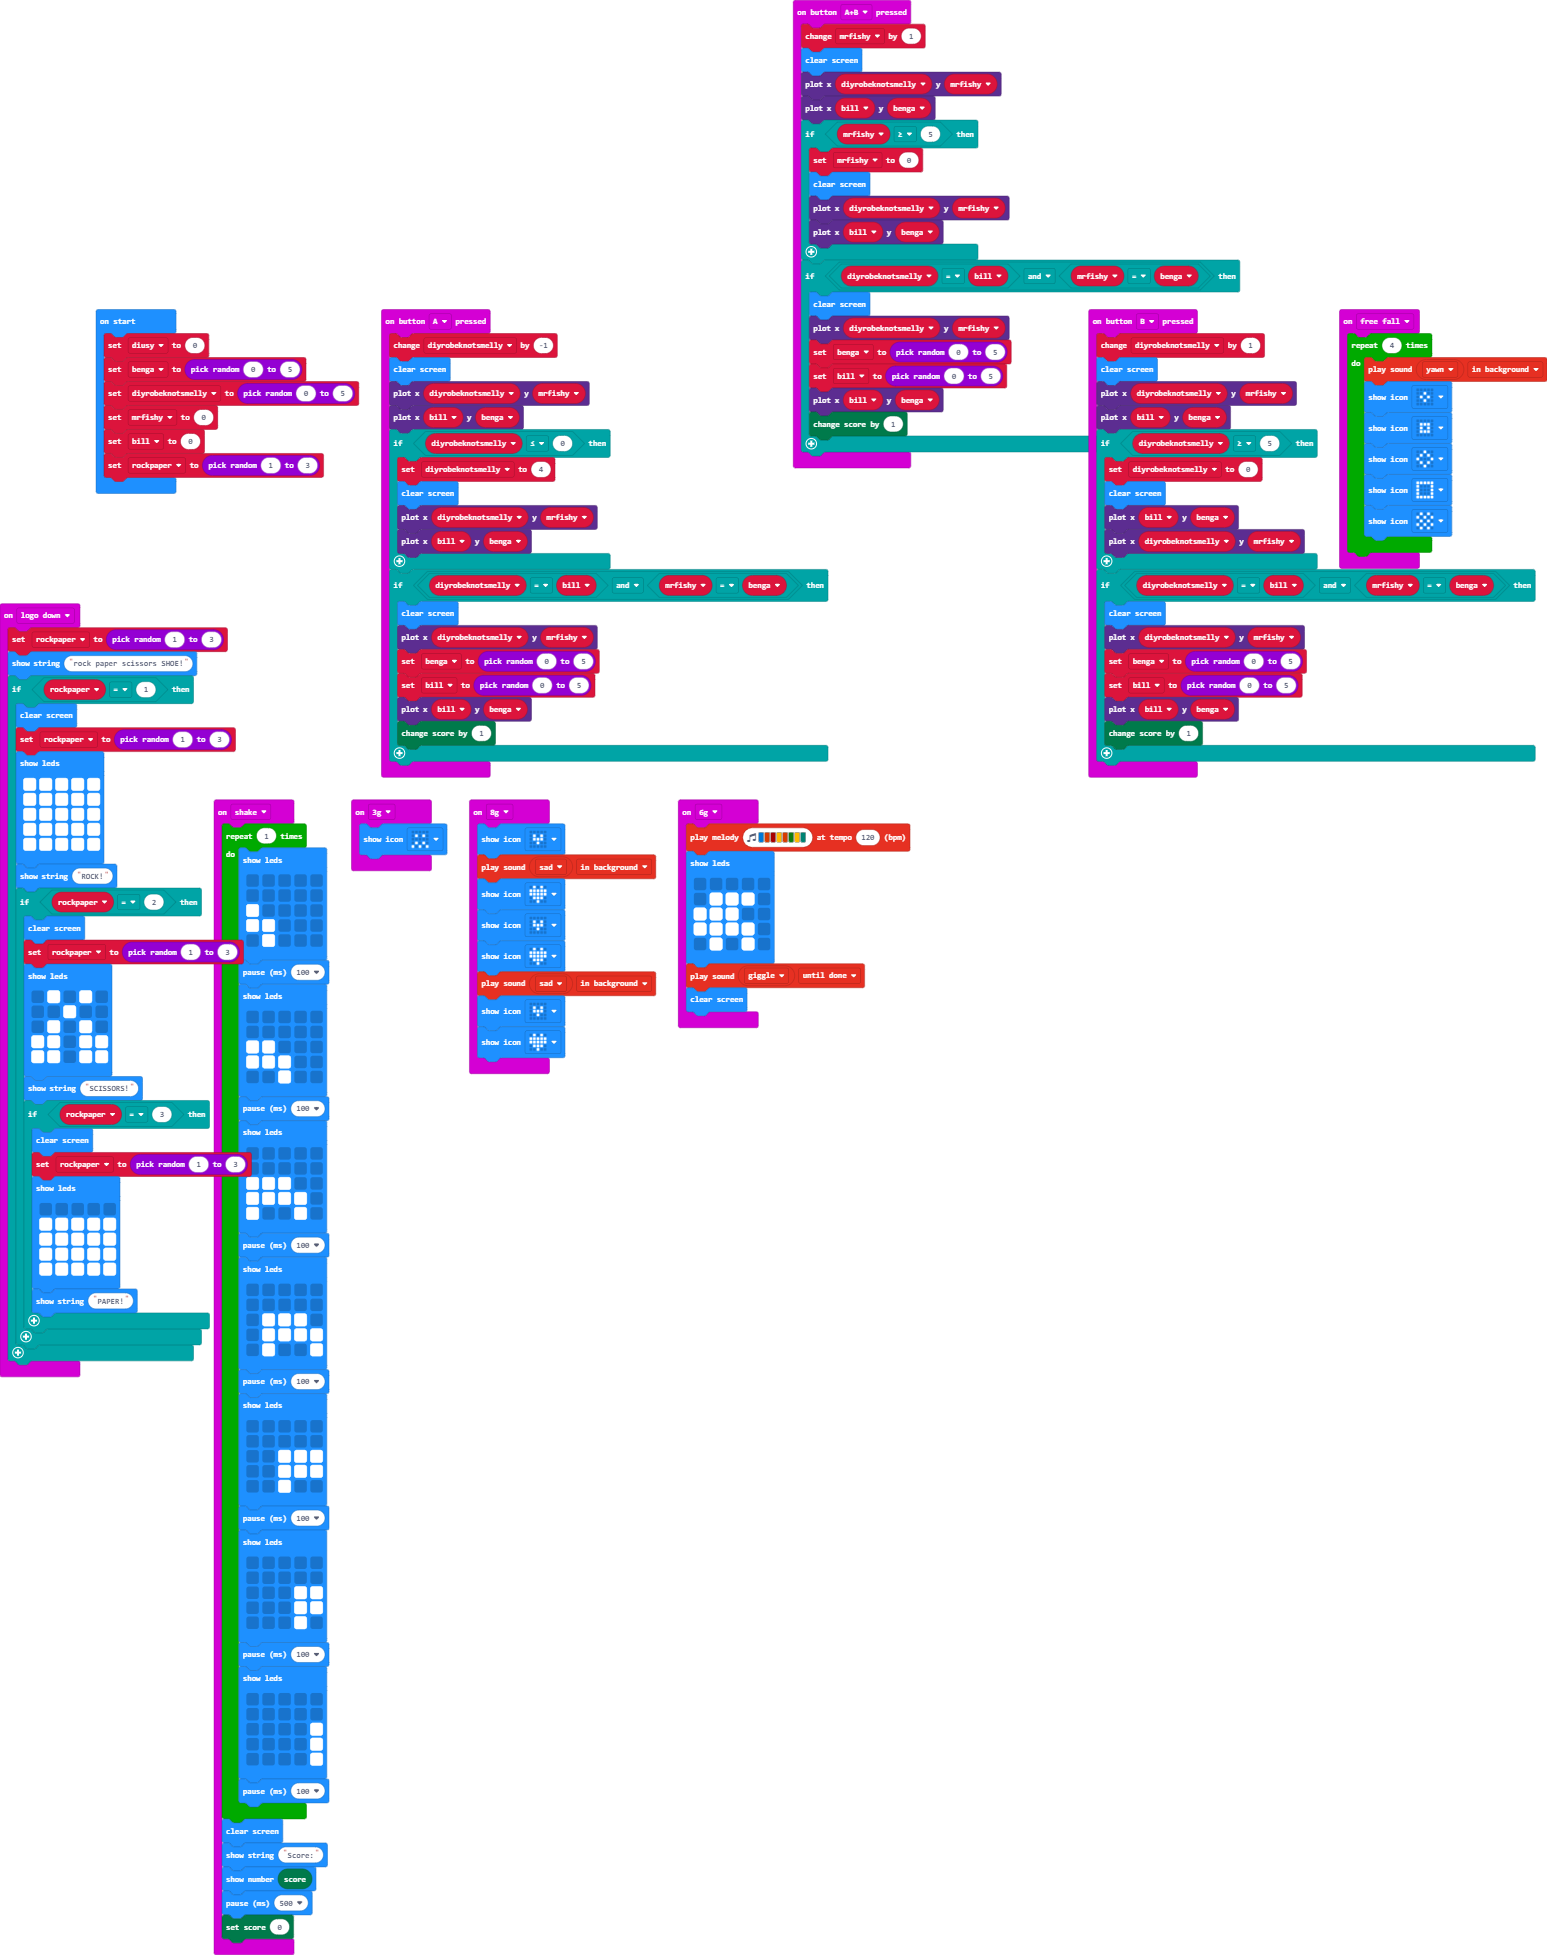 on start
set diusy to 0
set benga to pick random 0 to 5
set diyrobeknotsmelly to pick random 0 to 5
set mrfishy to 0
set bill to 0
set rockpaper to pick random 1 to 3
on button A pressed
change diyrobeknotsmelly by -1
clear screen
plot x diyrobeknotsmelly y mrfishy
plot x bill y benga
if diyrobeknotsmelly ≤ 0 then
set diyrobeknotsmelly to 4
clear screen
plot x diyrobeknotsmelly y mrfishy
plot x bill y benga
if diyrobeknotsmelly = bill and mrfishy = benga then
clear screen
plot x diyrobeknotsmelly y mrfishy
set benga to pick random 0 to 5
set bill to pick random 0 to 5
plot x bill y benga
change score by 1
on button A+B pressed
change mrfishy by 1
clear screen
plot x diyrobeknotsmelly y mrfishy
plot x bill y benga
if mrfishy ≥ 5 then
set mrfishy to 0
clear screen
plot x diyrobeknotsmelly y mrfishy
plot x bill y benga
if diyrobeknotsmelly = bill and mrfishy = benga then
clear screen
plot x diyrobeknotsmelly y mrfishy
set benga to pick random 0 to 5
set bill to pick random 0 to 5
plot x bill y benga
change score by 1
on button B pressed
change diyrobeknotsmelly by 1
clear screen
plot x diyrobeknotsmelly y mrfishy
plot x bill y benga
if diyrobeknotsmelly ≥ 5 then
set diyrobeknotsmelly to 0
clear screen
plot x bill y benga
plot x diyrobeknotsmelly y mrfishy
if diyrobeknotsmelly = bill and mrfishy = benga then
clear screen
plot x diyrobeknotsmelly y mrfishy
set benga to pick random 0 to 5
set bill to pick random 0 to 5
plot x bill y benga
change score by 1
on free fall
repeat 4 times
do play sound yawn in background
show icon
show icon
show icon
show icon
show icon
on logo down
set rockpaper to pick random 1 to 3
show string "rock paper scissors SHOE!"
if rockpaper = 1 then
clear screen
set rockpaper to pick random 1 to 3
show leds
show string "ROCK!"
if rockpaper = 2 then
clear screen
set rockpaper to pick random 1 to 3
show leds
show string "SCISSORS!"
if rockpaper = 3 then
clear screen
set rockpaper to pick random 1 to 3
show leds
show string "PAPER!"
on shake
repeat 1 times
do show leds
pause (ms) 100
show leds
pause (ms) 100
show leds
pause (ms) 100
show leds
pause (ms) 100
show leds
pause (ms) 100
show leds
pause (ms) 100
show leds
pause (ms) 100
clear screen
show string "Score:"
show number score
pause (ms) 500
set score 0
on 3g
show icon
on 8g
show icon
play sound sad in background
show icon
show icon
show icon
play sound sad in background
show icon
show icon
on 6g
play melody at tempo 120 (bpm)
show leds
play sound giggle until done
clear screen